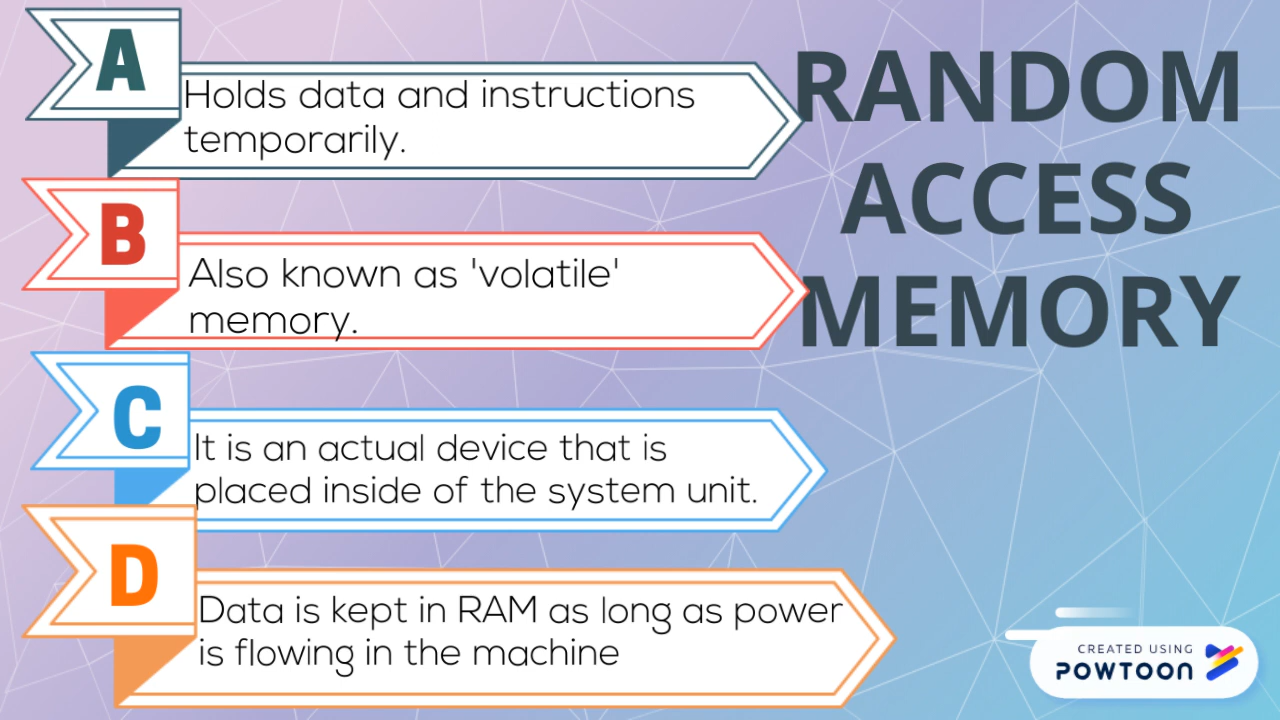 A
Holds data and instructions
temporarily.
B
Also known as 'volatile'
memory.
C
It is an actual device that is
placed inside of the system unit.
D
Data is kept in RAM as long as power
is flowing in the machine
RANDOM
ACCESS
MEMORY
CREATED USING
POWTOON